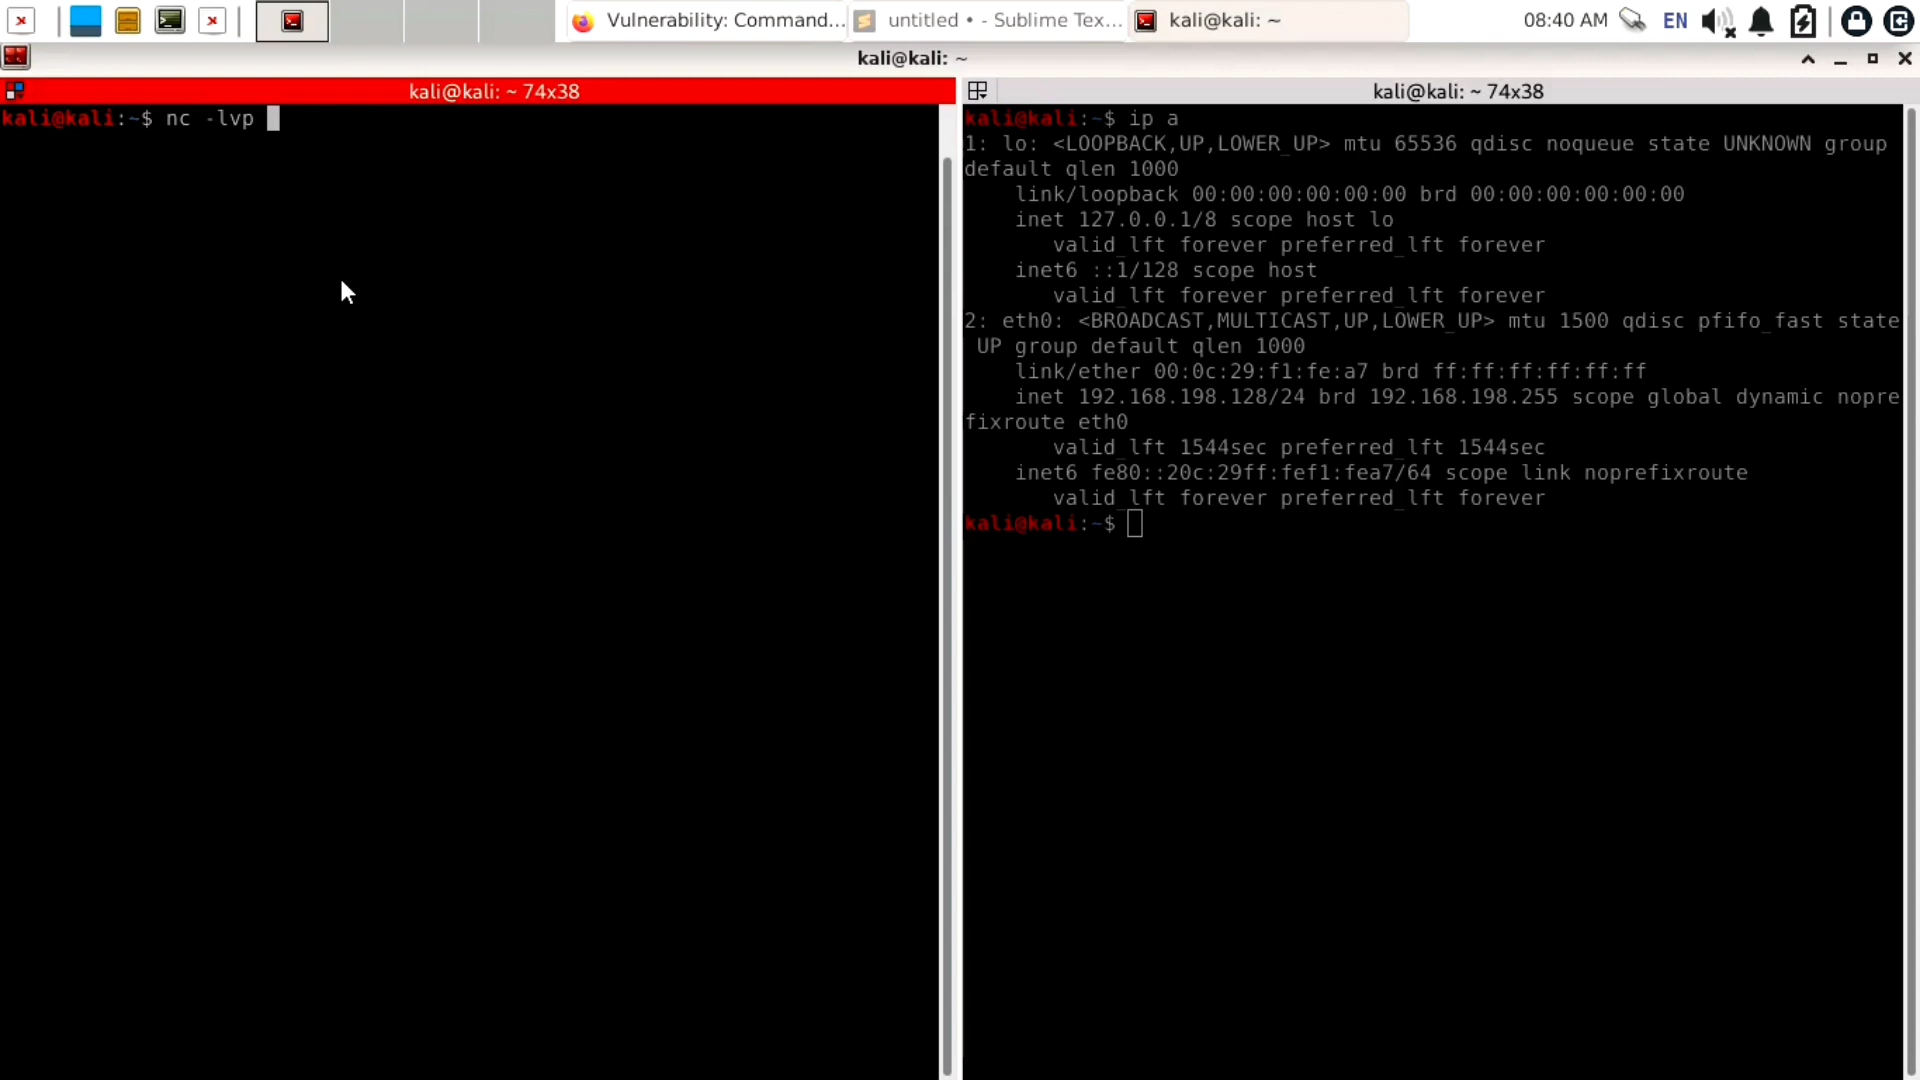 Vulnerability: Command...
untitled • - Sublime Tex...
kali@kali: ~
08:40 AM
EN
kali@kali: ~
kali@kali: ~ 74x38
kali@kali:~$ nc -lvp
kali@kali: ~ 74x38
kali@kali:~$ ip a
1: lo: <LOOPBACK,UP,LOWER_UP> mtu 65536 qdisc noqueue state UNKNOWN group
default qlen 1000
link/loopback 00:00:00:00:00:00 brd 00:00:00:00:00:00
inet 127.0.0.1/8 scope host lo
valid_lft forever preferred_lft forever
inet6 ::1/128 scope host
valid_lft forever preferred_lft forever
2: eth0: <BROADCAST,MULTICAST,UP,LOWER_UP> mtu 1500 qdisc pfifo_fast state
UP group default qlen 1000
link/ether 00:0c:29:f1:fe:a7 brd ff:ff:ff:ff:ff:ff
inet 192.168.198.128/24 brd 192.168.198.255 scope global dynamic nopre
fixroute eth0
valid_lft 1544sec preferred_lft 1544sec
inet6 fe80::20c:29ff:fef1:fea7/64 scope link noprefixroute
valid_lft forever preferred_lft forever
kali@kali:~$